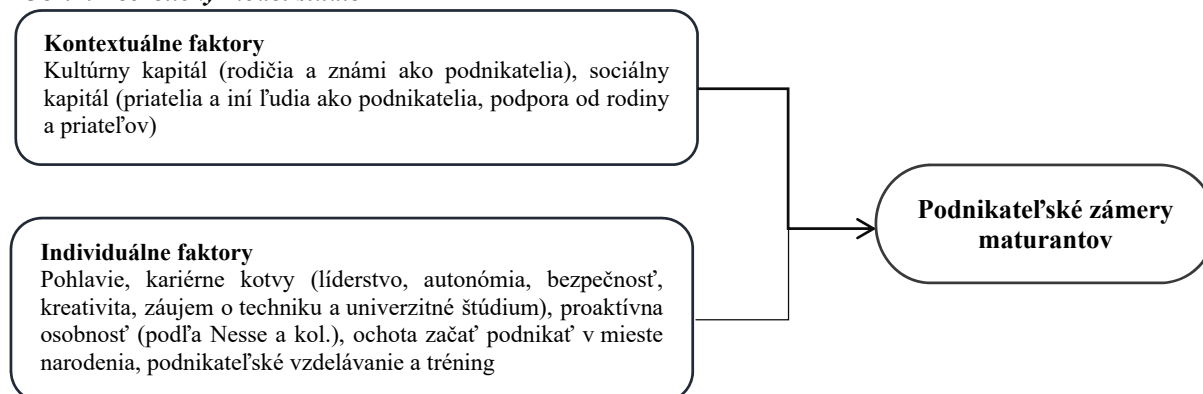 Kontextuálne faktory
Kultúrny kapitál (rodičia a známi ako podnikatelia), sociálny
kapitál (priatelia a iní ľudia ako podnikatelia, podpora od rodiny
a priateľov)
Individuálne faktory
Pohlavie, kariérne kotvy (líderstvo, autonómia, bezpečnosť,
kreativita, záujem o techniku a univerzitné štúdium), proaktívna
osobnosť (podľa Nesse a kol.), ochota začať podnikať v mieste
narodenia, podnikateľské vzdelávanie a tréning
Podnikateľské zámery
maturantov